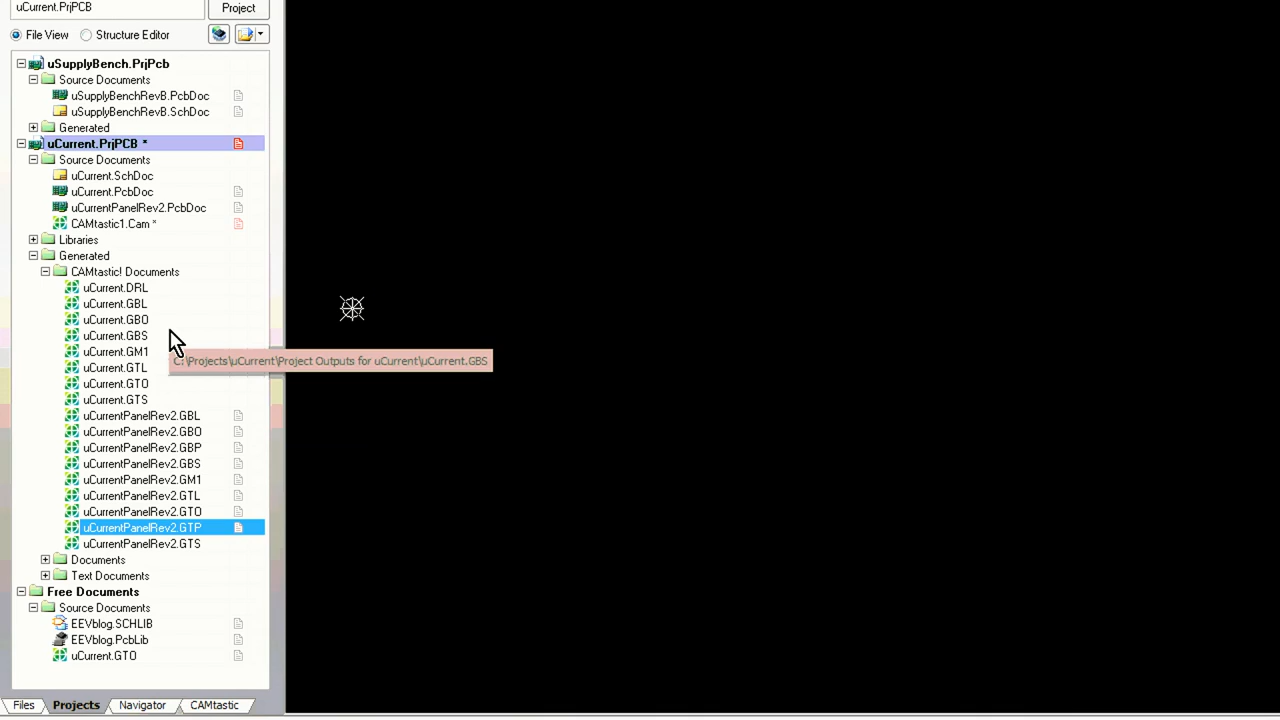 uCurrent.PrjPCB
Project
File View
Structure Editor
uSupplyBench.PrjPcb
Source Documents
uSupplyBenchRevB.PcbDoc
uSupplyBenchRevB.SchDoc
Generated
uCurrent.PrjPCB *
Source Documents
uCurrent.SchDoc
uCurrent.PcbDoc
uCurrentPanelRev2.PcbDoc
CAMtastic1.Cam *
Libraries
Generated
CAMtastic! Documents
uCurrent.DRL
uCurrent.GBL
uCurrent.GBO
uCurrent.GBS
uCurrent.GM1
C:\Projects\uCurrent\Project Outputs for uCurrent\uCurrent.GBS
uCurrent.GTL
uCurrent.GTO
uCurrent.GTS
uCurrentPanelRev2.GBL
uCurrentPanelRev2.GBO
uCurrentPanelRev2.GBP
uCurrentPanelRev2.GBS
uCurrentPanelRev2.GM1
uCurrentPanelRev2.GTL
uCurrentPanelRev2.GTO
uCurrentPanelRev2.GTP
uCurrentPanelRev2.GTS
Documents
Text Documents
Free Documents
Source Documents
EEVblog.SCHLIB
EEVblog.PcbLib
uCurrent.GTO
Files
Projects
Navigator
CAMtastic